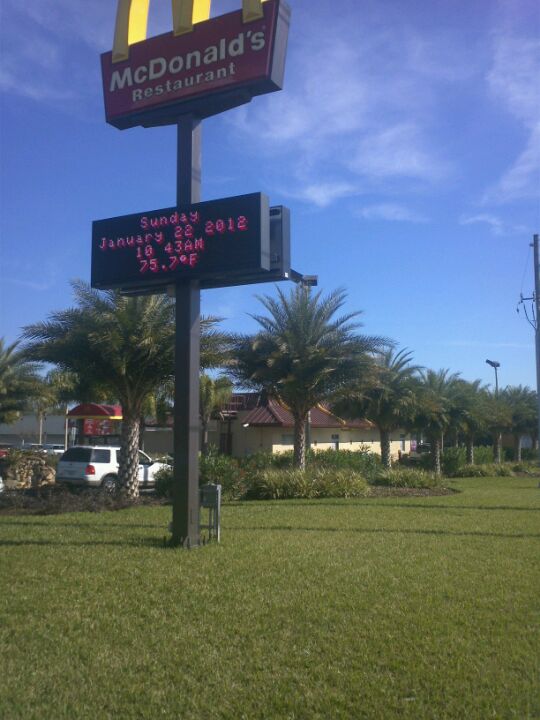 McDonald's
Restaurant
Sunday
January 22 2012
10 43AM
75.7°F